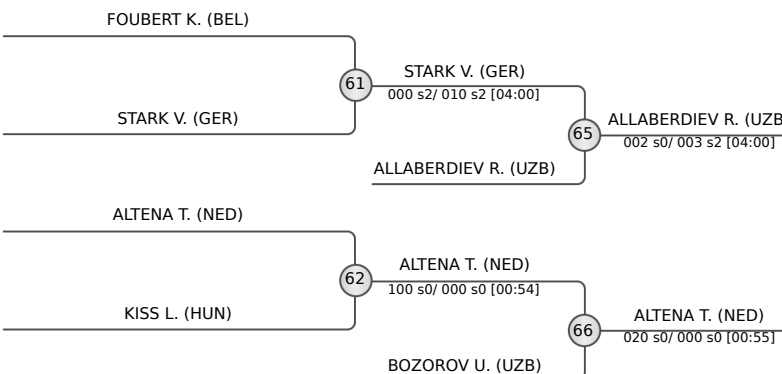 FOUBERT K. (BEL)
STARK V. (GER)
61
STARK V. (GER)
000 s2/ 010 s2 [04:00]
ALLABERDIEV R. (UZB)
65
ALLABERDIEV R. (UZB
002 s0/ 003 s2 [04:00]
ALTENA T. (NED)
KISS L. (HUN)
62
ALTENA T. (NED)
100 s0/ 000 s0 [00:54]
BOZOROV U. (UZB)
66
ALTENA T. (NED)
020 s0/ 000 s0 [00:55]